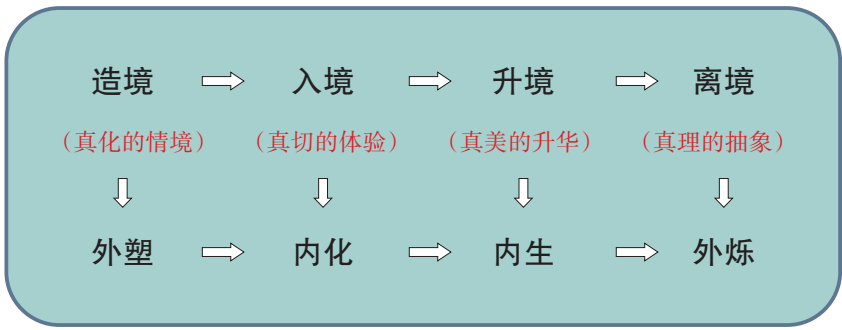 造境 入境 升境 离境
（真化的情境） （真切的体验） （真美的升华） （真理的抽象）
外塑 内化 内生 外烁